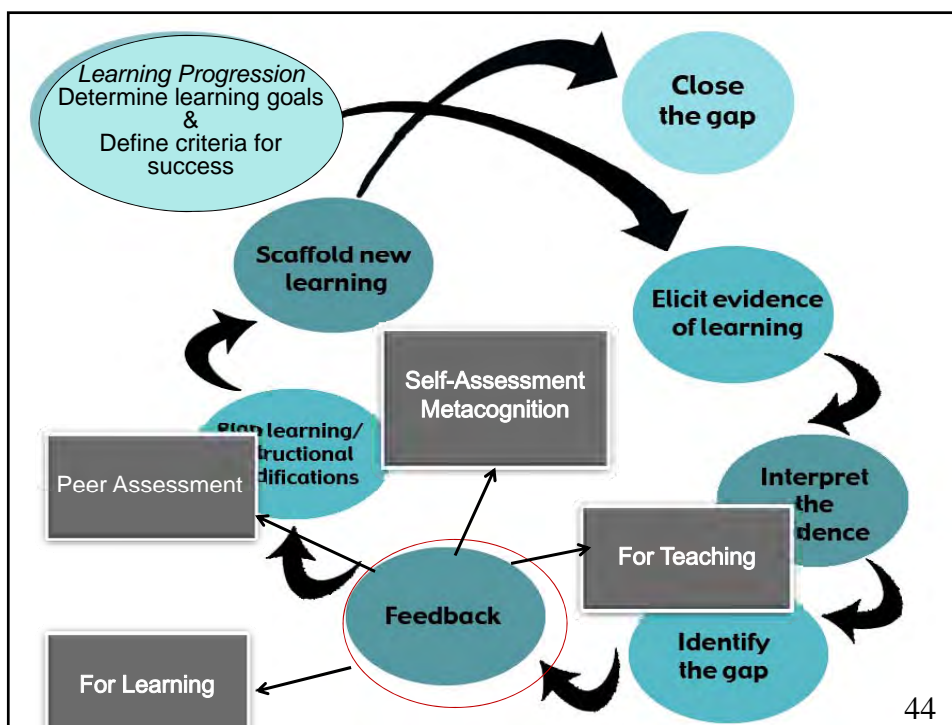 Learning Progression
Determine learning goals
&
Define criteria for
success
Close
the gap
Scaffold new
learning
Elicit evidence
of learning
Self-Assessment
Metacognition
learning/
Peer Assessment
Interpret
the
For Teaching
Feedback
Identify
the gap
For Learning
44